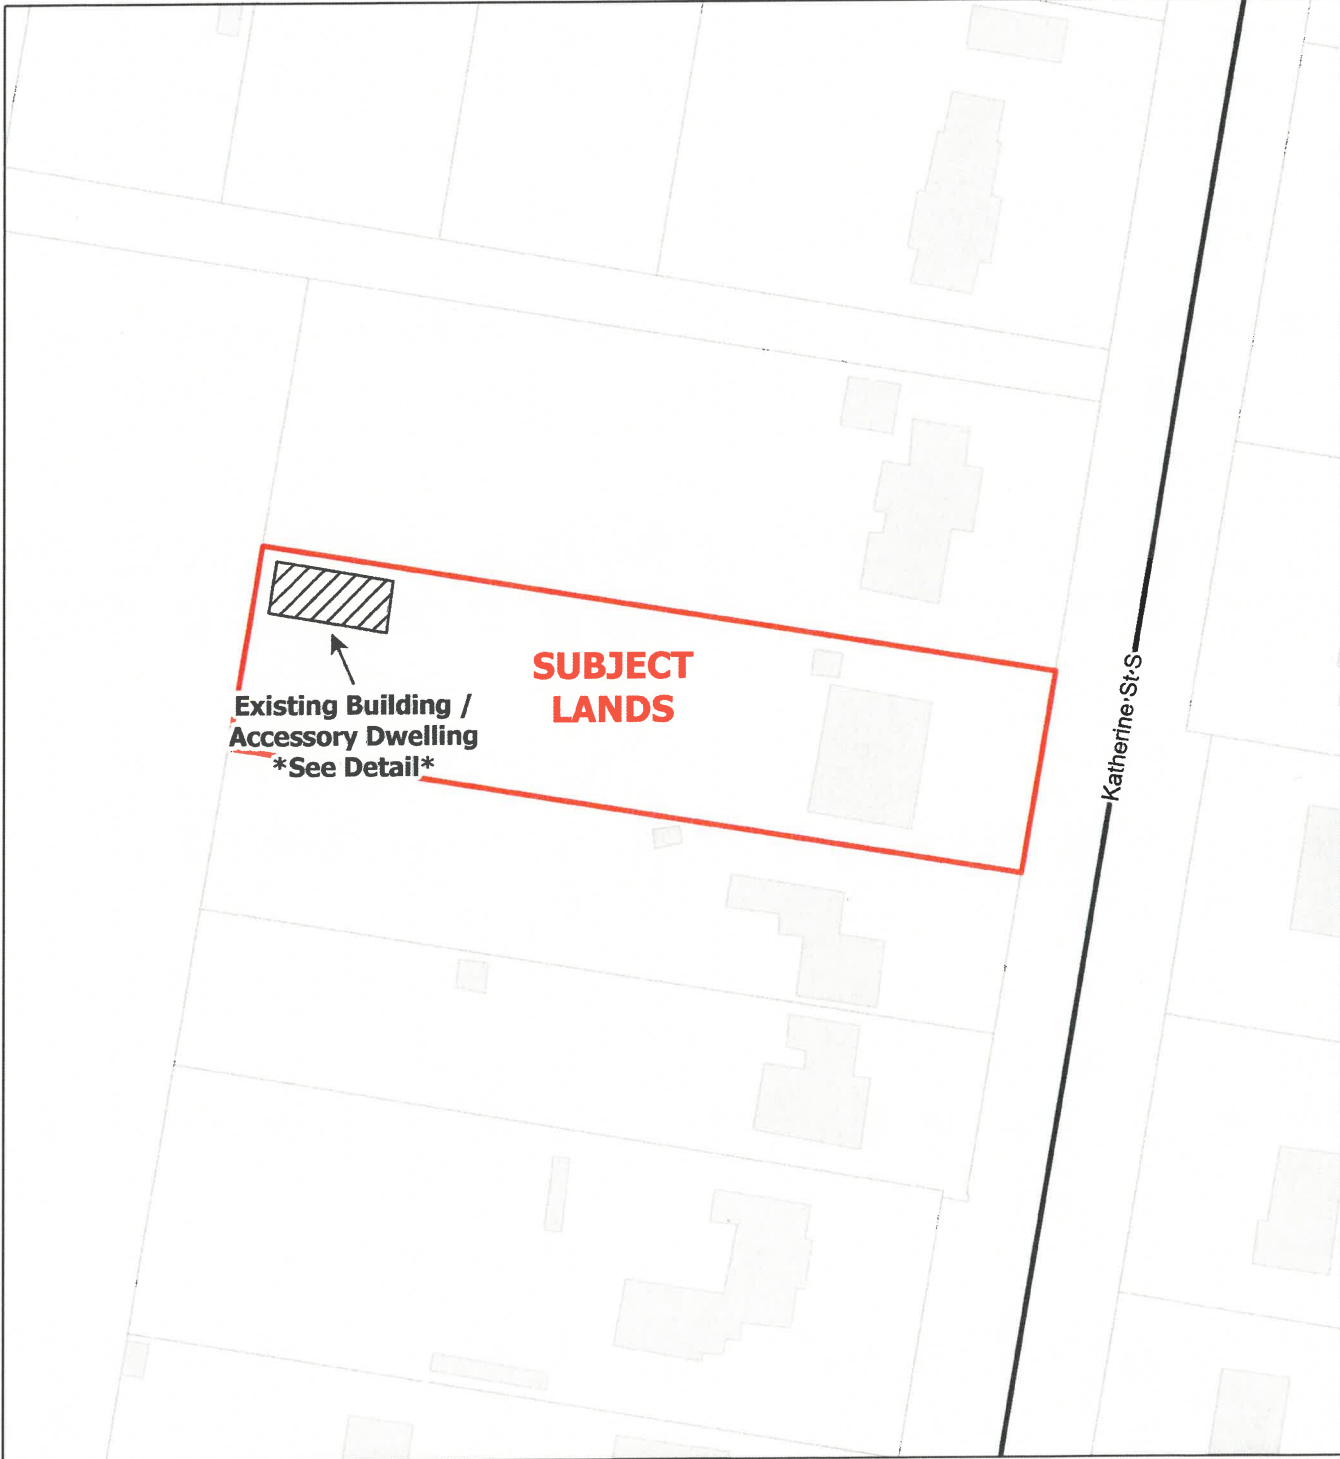 SUBJECT
LANDS
Existing Building /
Accessory Dwelling
*See Detail*
Katherine St S